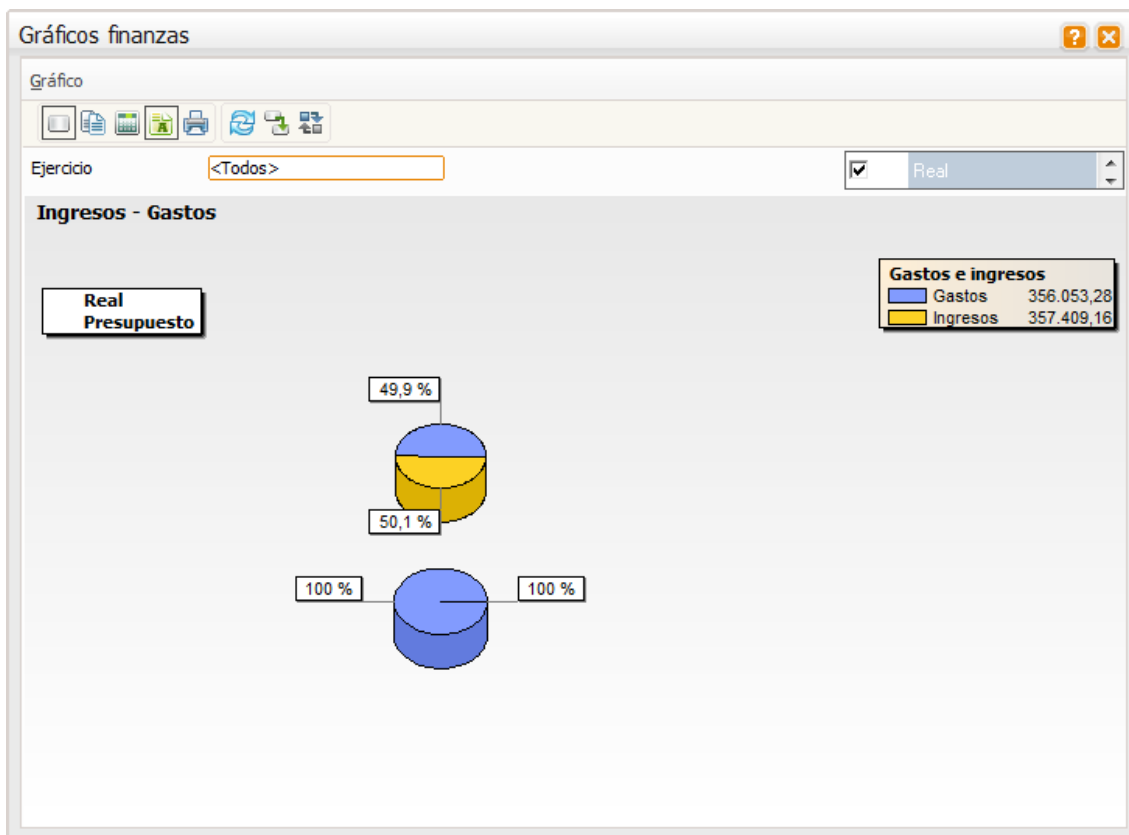 Gráficos finanzas
Gráfico
Ejercicio <Todos> Real
Ingresos - Gastos
Gastos e ingresos
Gastos 356.053,28
Ingresos 357.409,16
Real
Presupuesto
49,9 %
50,1 %
100 % 100 %